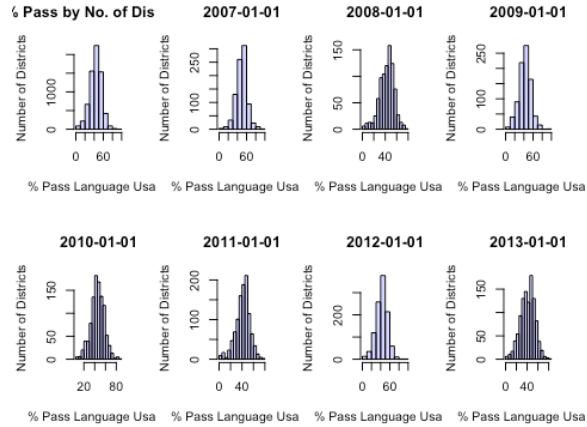 % Pass by No. of Dis
Number of Districts
0 1000
0 60
% Pass Language Usa
2007-01-01
Number of Districts
0 100 250
0 60
% Pass Language Usa
2008-01-01
Number of Districts
0 50 150
0 40
% Pass Language Usa
2009-01-01
Number of Districts
0 100 250
0 60
% Pass Language Usa
2010-01-01
Number of Districts
0 50 150
20 80
% Pass Language Usa
2011-01-01
Number of Districts
0 100 200
0 40
% Pass Language Usa
2012-01-01
Number of Districts
0 200
0 60
% Pass Language Usa
2013-01-01
Number of Districts
0 50 150
0 40
% Pass Language Usa